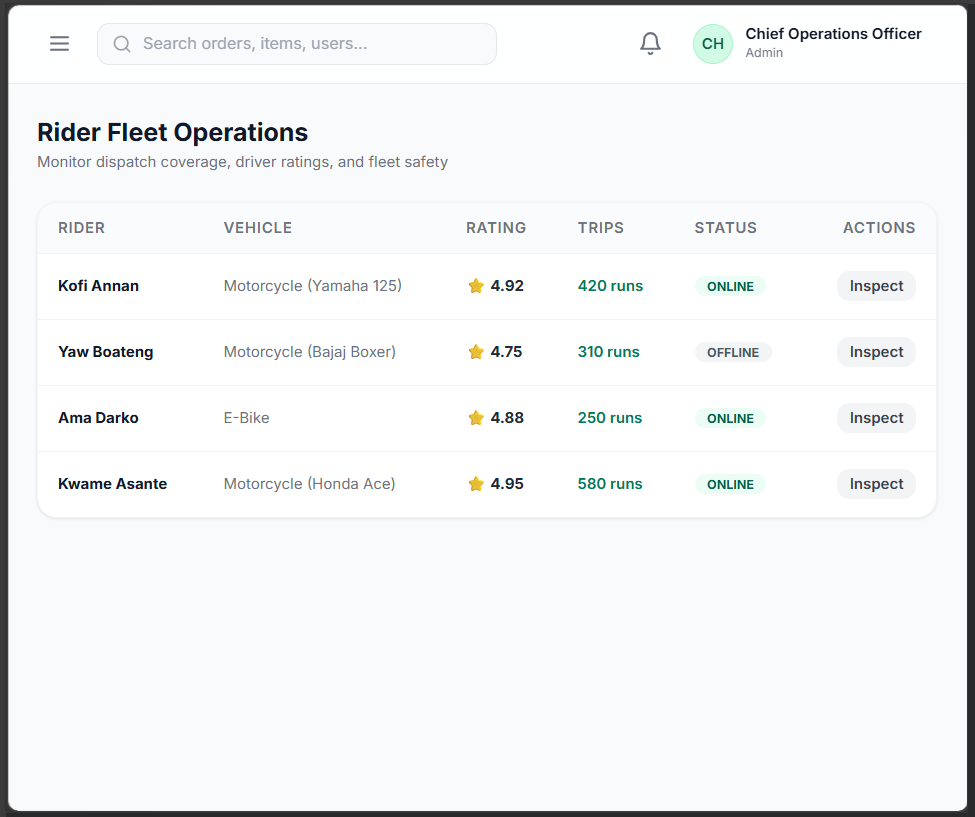 Search orders, items, users...
CH
Chief Operations Officer
Admin
Rider Fleet Operations
Monitor dispatch coverage, driver ratings, and fleet safety
RIDER VEHICLE RATING TRIPS STATUS ACTIONS
Kofi Annan Motorcycle (Yamaha 125) ⭐ 4.92 420 runs ONLINE Inspect
Yaw Boateng Motorcycle (Bajaj Boxer) ⭐ 4.75 310 runs OFFLINE Inspect
Ama Darko E-Bike ⭐ 4.88 250 runs ONLINE Inspect
Kwame Asante Motorcycle (Honda Ace) ⭐ 4.95 580 runs ONLINE Inspect